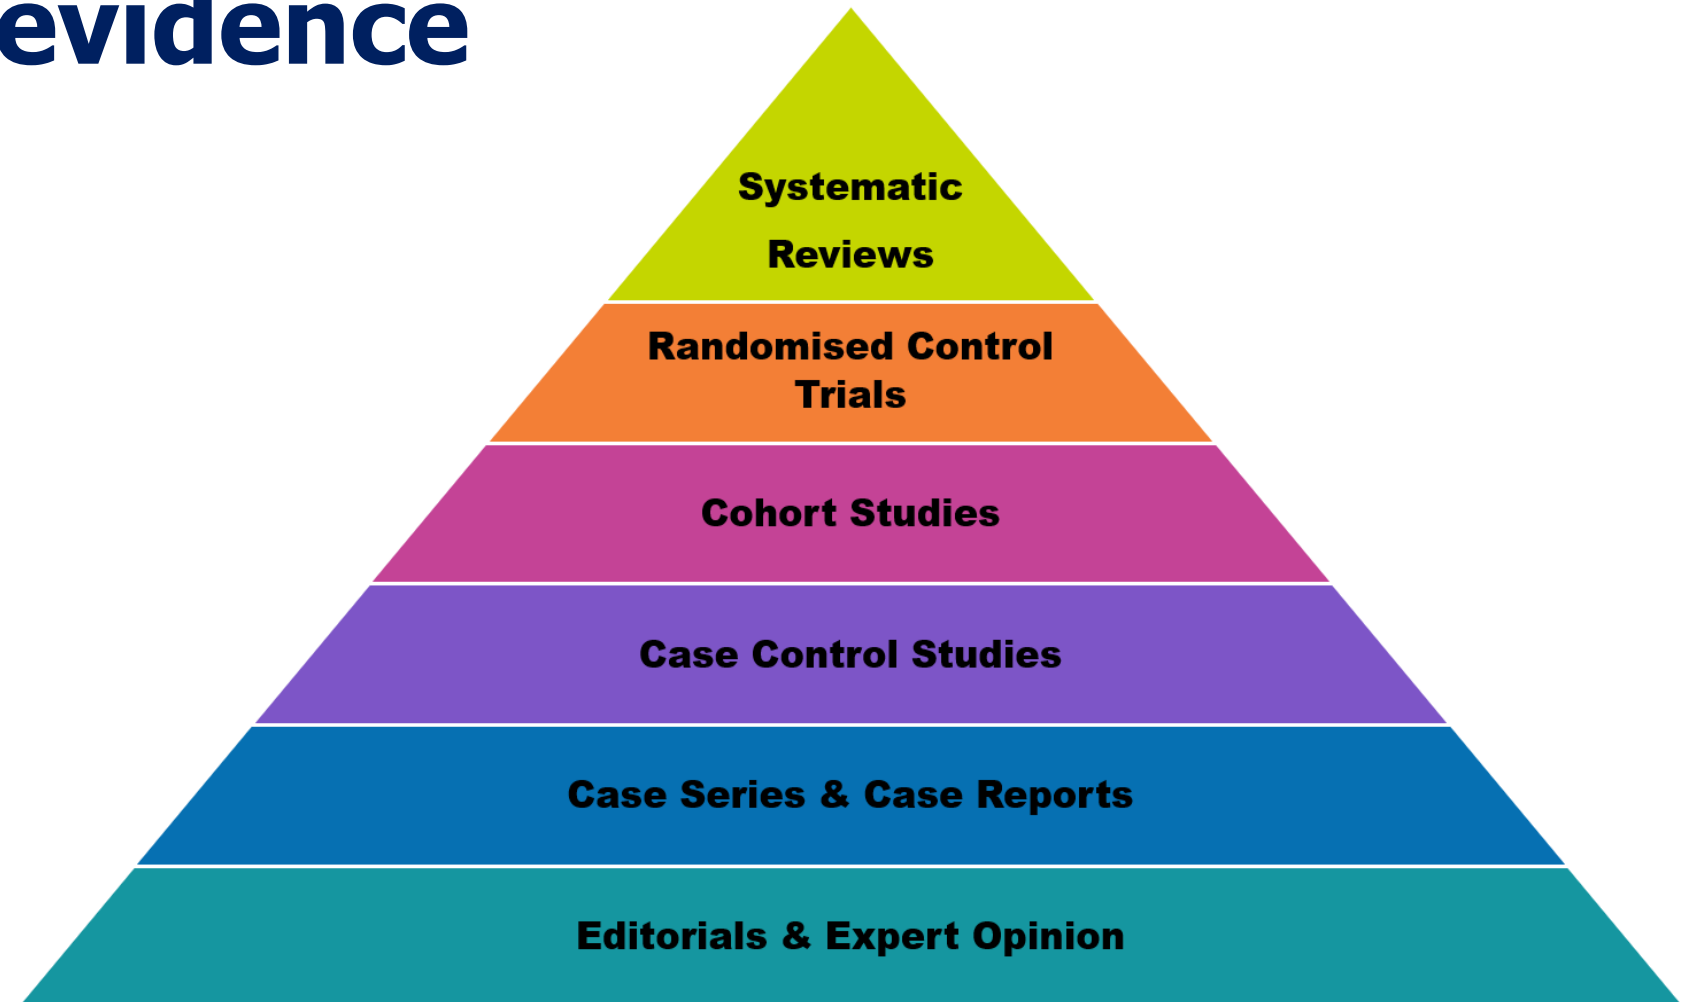 evidence
Systematic
Reviews
Randomised Control
Trials
Cohort Studies
Case Control Studies
Case Series & Case Reports
Editorials & Expert Opinion